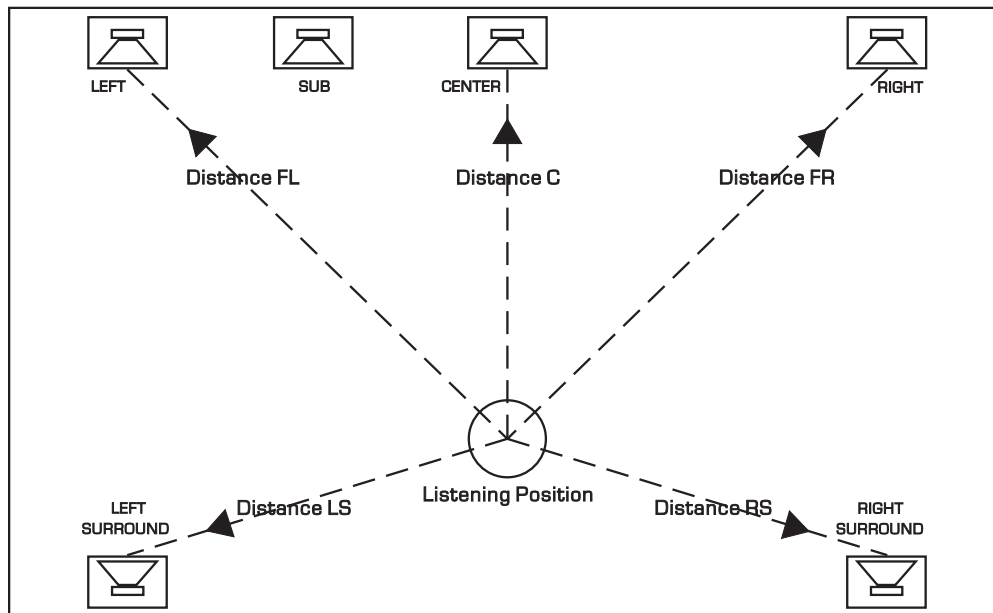 LEFT
SUB
CENTER
RIGHT
Distance FL
Distance C
Distance FR
Listening Position
LEFT
SURROUND
Distance LS
Distance RS
RIGHT
SURROUND